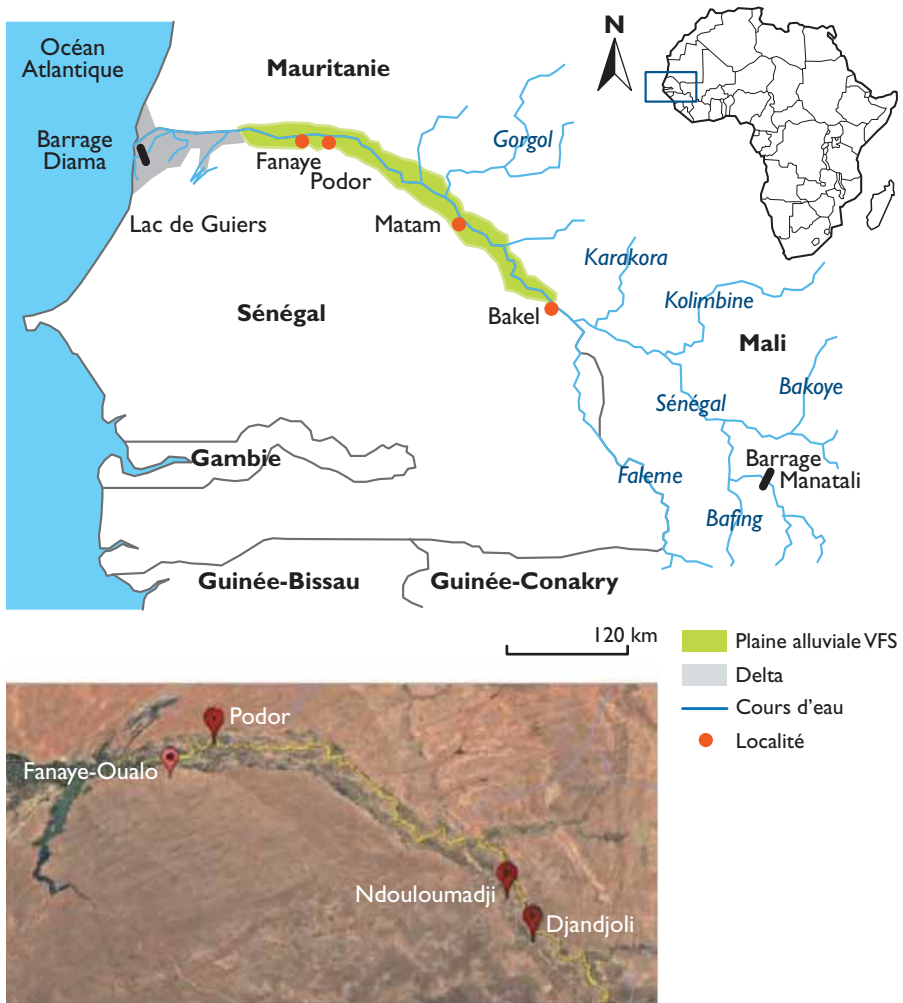 Océan
Atlantique
Mauritanie
N
Barrage
Diama
Gorgol
Fanaye
Podor
Lac de Guiers
Matam
Karakora
Kolimbine
Sénégal
Bakel
Mali
Bakoye
Sénégal
Gambie
Barrage
Manatali
Faleme
Bafing
Guinée-Bissau
Guinée-Conakry
120 km
Plaine alluviale VFS
Delta
Cours d'eau
Localité
Podor
Fanaye-Oualo
Ndouloumadji
Djandjoli